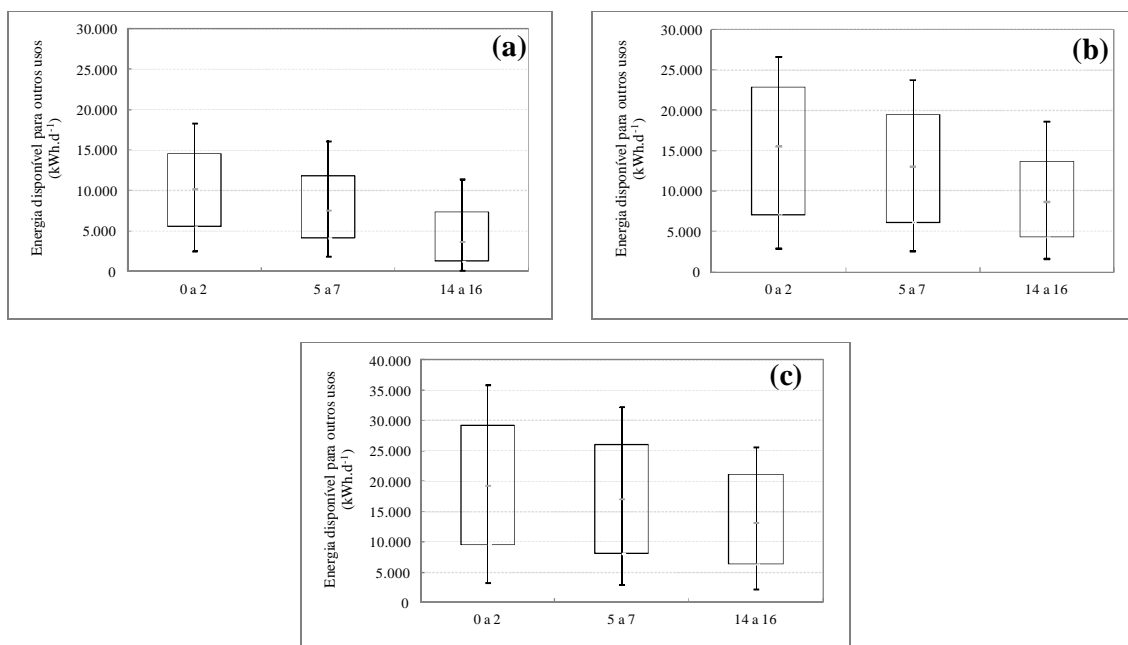 (a)
Energia disponível para outros usos
(kWh.d⁻¹)
30.000
25.000
20.000
15.000
10.000
5.000
0
0 a 2
5 a 7
14 a 16
(b)
Energia disponível para outros usos
(kWh.d⁻¹)
30.000
25.000
20.000
15.000
10.000
5.000
0
0 a 2
5 a 7
14 a 16
(c)
Energia disponível para outros usos
(kWh.d⁻¹)
40.000
35.000
30.000
25.000
20.000
15.000
10.000
5.000
0
0 a 2
5 a 7
14 a 16